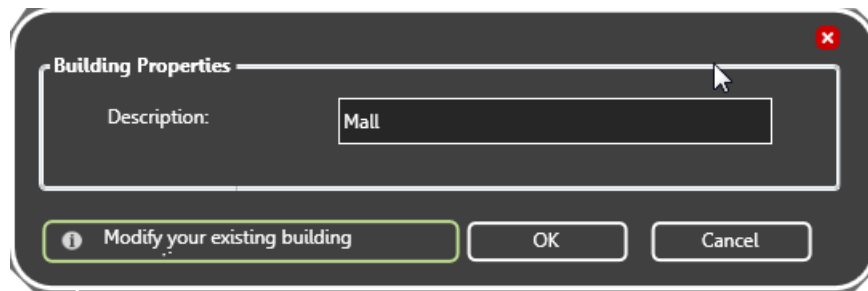 Building Properties
Description:
Mall
Modify your existing building
OK
Cancel